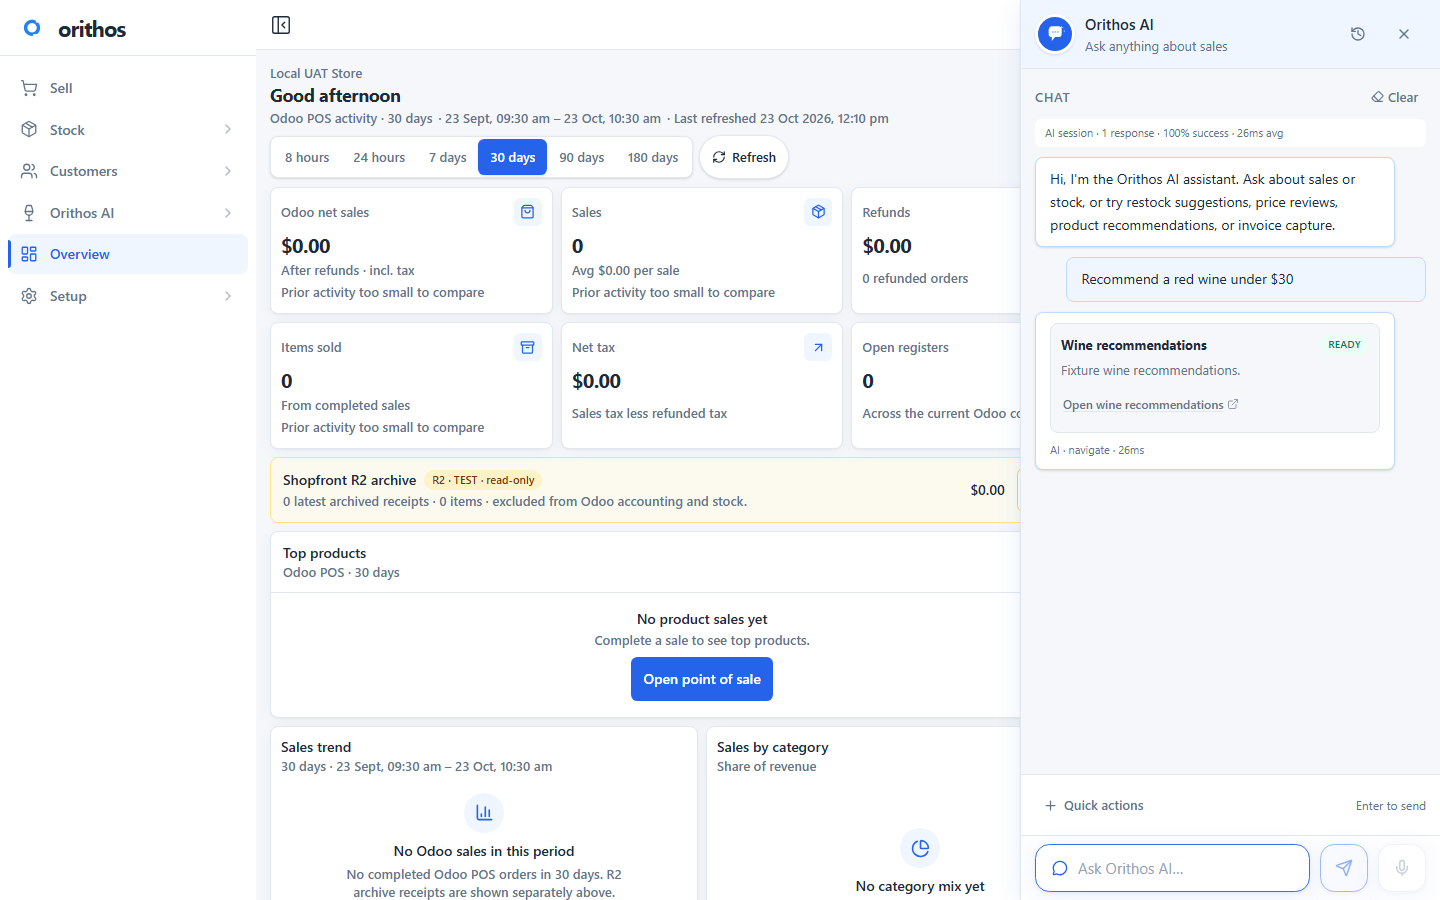 orithos
Sell
Stock
Customers
Orithos AI
Overview
Setup
Local UAT Store
Good afternoon
Odoo POS activity · 30 days · 23 Sept, 09:30 am – 23 Oct, 10:30 am · Last refreshed 23 Oct 2026, 12:10 pm
8 hours
24 hours
7 days
30 days
90 days
180 days
Refresh
Odoo net sales
$0.00
After refunds · incl. tax
Prior activity too small to compare
Sales
0
Avg $0.00 per sale
Prior activity too small to compare
Refunds
$0.00
0 refunded orders
Items sold
0
From completed sales
Prior activity too small to compare
Net tax
$0.00
Sales tax less refunded tax
Open registers
0
Across the current Odoo
Shopfront R2 archive
R2 · TEST · read-only
0 latest archived receipts · 0 items · excluded from Odoo accounting and stock.
$0.00
Top products
Odoo POS · 30 days
No product sales yet
Complete a sale to see top products.
Open point of sale
Sales trend
30 days · 23 Sept, 09:30 am – 23 Oct, 10:30 am
No Odoo sales in this period
No completed Odoo POS orders in 30 days. R2
archive receipts are shown separately above.
Sales by category
Share of revenue
No category mix yet
Orithos AI
Ask anything about sales
CHAT
Clear
AI session · 1 response · 100% success · 26ms avg
Hi, I'm the Orithos AI assistant. Ask about sales or
stock, or try restock suggestions, price reviews,
product recommendations, or invoice capture.
Recommend a red wine under $30
Wine recommendations
READY
Fixture wine recommendations.
Open wine recommendations
AI · navigate · 26ms
Quick actions
Enter to send
Ask Orithos AI...